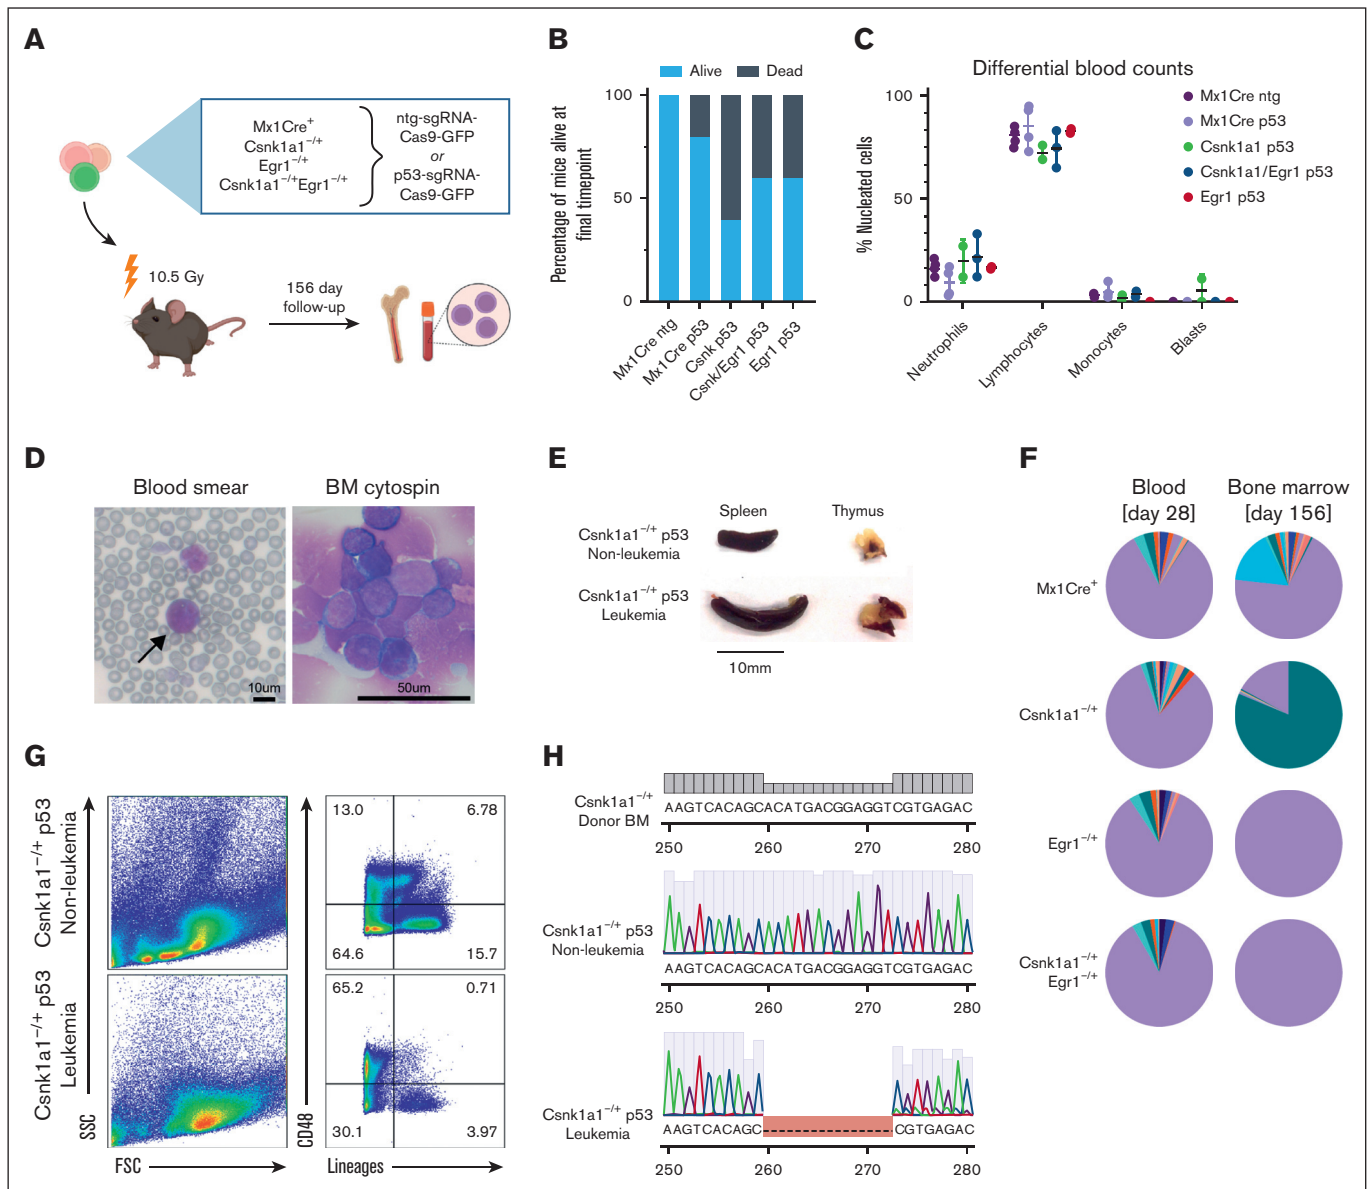 A
Mx1Cre⁺
Csnk1a1⁻/⁺
Egr1⁻/⁺
Csnk1a1⁻/⁺Egr1⁻/⁺
ntg-sgRNA-
Cas9-GFP
or
p53-sgRNA-
Cas9-GFP
10.5 Gy
156 day
follow-up
B
Alive
Dead
Percentage of mice alive at
final timepoint
100
50
0
Mx1Cre ntg
Mx1Cre p53
Csnk p53
Csnk/Egr1 p53
Egr1 p53
C
Differential blood counts
% Nucleated cells
100
50
0
Neutrophils
Lymphocytes
Monocytes
Blasts
Mx1Cre ntg
Mx1Cre p53
Csnk1a1 p53
Csnk1a1/Egr1 p53
Egr1 p53
D
Blood smear
BM cytospin
10um
50um
E
Spleen
Thymus
Csnk1a1⁻/⁺ p53
Non-leukemia
Csnk1a1⁻/⁺ p53
Leukemia
10mm
F
Blood
[day 28]
Bone marrow
[day 156]
Mx1Cre⁺
Csnk1a1⁻/⁺
Egr1⁻/⁺
Csnk1a1⁻/⁺
Egr1⁻/⁺
G
Csnk1a1⁻/⁺ p53
Non-leukemia
Csnk1a1⁻/⁺ p53
Leukemia
SSC
FSC
CD48
Lineages
13.0
6.78
64.6
15.7
65.2
0.71
30.1
3.97
H
Csnk1a1⁻/⁺
Donor BM
AAGTCACAGCACATGACGGAGGTCGTGAGAC
250
260
270
280
Csnk1a1⁻/⁺ p53
Non-leukemia
AAGTCACAGCACATGACGGAGGTCGTGAGAC
250
260
270
280
Csnk1a1⁻/⁺ p53
Leukemia
AAGTCACAGC-------------CGTGAGAC
250
260
270
280